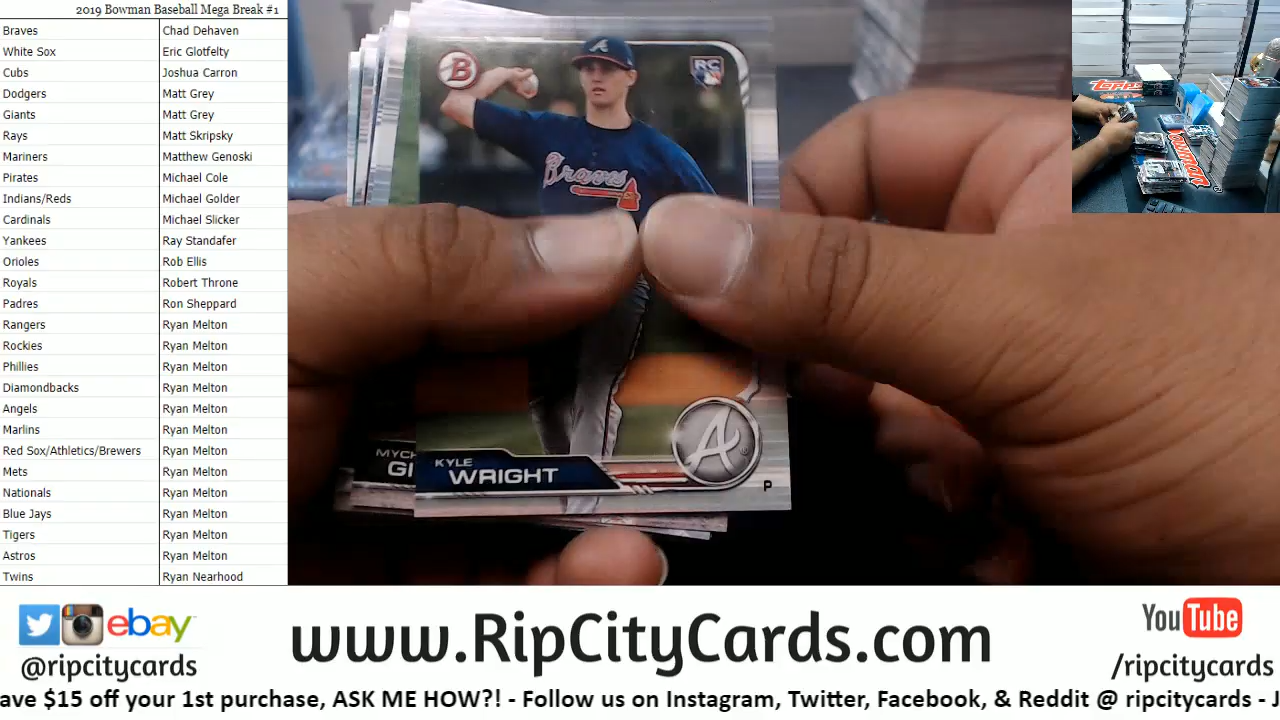 2019 Bowman Baseball Mega Break #1
Braves Chad Dehaven
White Sox Eric Glotfelty
Cubs Joshua Carron
Dodgers Matt Grey
Giants Matt Grey
Rays Matt Skripsky
Mariners Matthew Genoski
Pirates Michael Cole
Indians/Reds Michael Golder
Cardinals Michael Slicker
Yankees Ray Standafer
Orioles Rob Ellis
Royals Robert Throne
Padres Ron Sheppard
Rangers Ryan Melton
Rockies Ryan Melton
Phillies Ryan Melton
Diamondbacks Ryan Melton
Angels Ryan Melton
Marlins Ryan Melton
Red Sox/Athletics/Brewers Ryan Melton
Mets Ryan Melton
Nationals Ryan Melton
Blue Jays Ryan Melton
Tigers Ryan Melton
Astros Ryan Melton
Twins Ryan Nearhood
B
A
RC
Braves
MYCH
GI
KYLE
WRIGHT
A
P
topps
ebay
@ripcitycards
www.RipCityCards.com
YouTube
/ripcitycards
ave $15 off your 1st purchase, ASK ME HOW?! - Follow us on Instagram, Twitter, Facebook, & Reddit @ ripcitycards - J